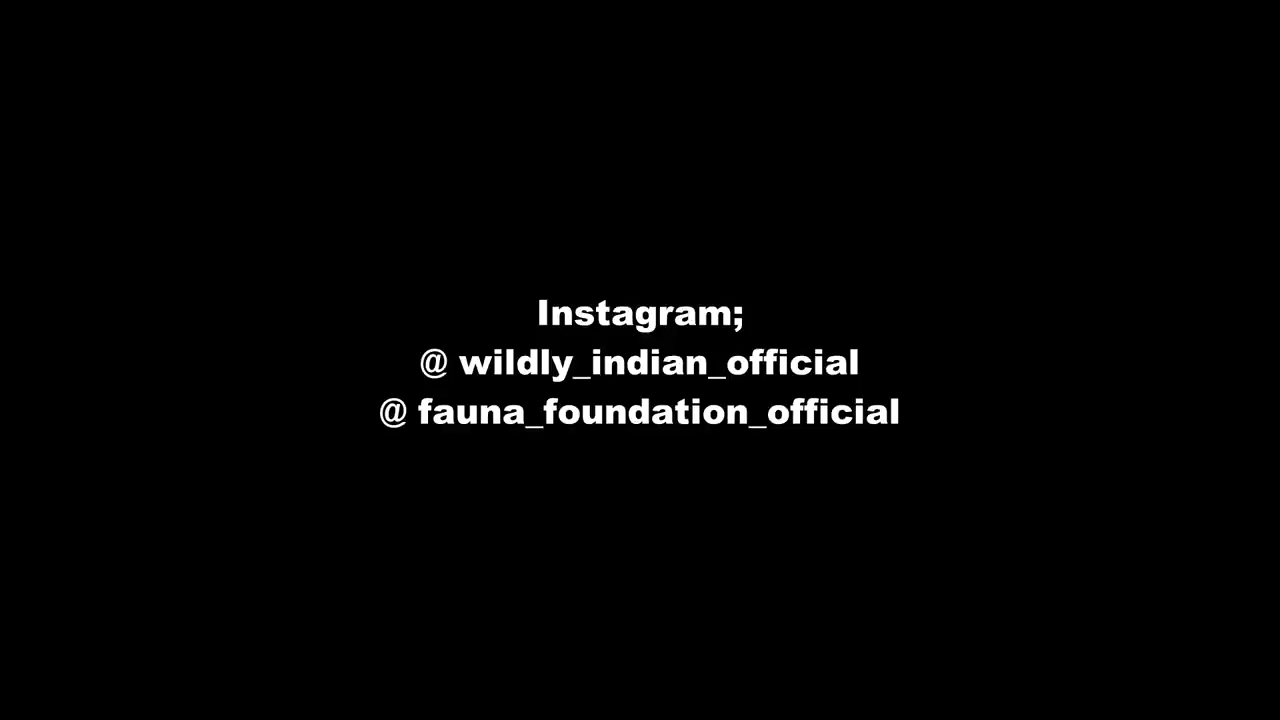 Instagram;
@ wildly_indian_official
@ fauna_foundation_official